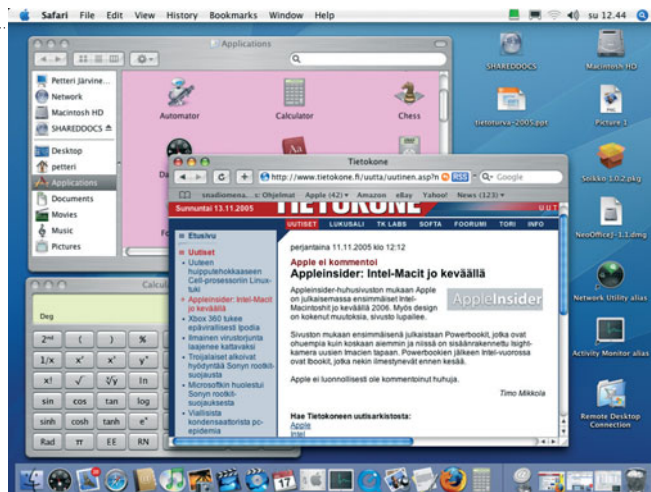 Safari File Edit View History Bookmarks Window Help
su 12.44
Applications
Petteri Järvine...
Network
Macintosh HD
SHAREDDOCS
Desktop
petteri
Applications
Documents
Movies
Music
Pictures
Automator
Calculator
Chess
SHAREDDOCS
Macintosh HD
tietoturva-2005.ppt
Picture 1
Soikko 1.0.2.pkg
NeoOfficeJ-1.1.dmg
Network Utility alias
Activity Monitor alias
Remote Desktop
Connection
Tietokone
http://www.tietokone.fi/uutta/uutinen.asp?n
RSS
Google
snadiomena...s: Ohjelmat Apple (42) Amazon eBay Yahoo! News (123)
Sunnuntai 13.11.2005
TIETOKONE
UUTISET LUKUSALI TK LABS SOFTA FOORUMI TORI INFO
Etusivu
Uutiset
Uuteen
huipputehokkaaseen
Cell-prosessoriin Linux-
tuki
Appleinsider: Intel-Macit
jo keväällä
Xbox 360 tukee
epävirallisesti Ipodia
Ilmainen virustorjunta
laajenee kattavaksi
Troijalaiset alkoivat
hyödyntää Sonyn rootkit-
suojausta
Microsoftkin huolestui
Sonyn rootkit-
suojauksesta
Viallisista
kondensaattorista pc-
epidemia
perjantaina 11.11.2005 klo 12:12
Apple ei kommentoi
Appleinsider: Intel-Macit jo keväällä
Appleinsider-huhusivuston mukaan Apple
on julkaisemassa ensimmäiset Intel-
Macintoshit jo keväällä 2006. Myös design
on kokenut muutoksia, sivusto lupailee.
AppleInsider
Sivuston mukaan ensimmäisenä julkaistaan Powerbookit, jotka ovat
ohuempia kuin koskaan aiemmin ja niissä on sisäänrakennettu Isight-
kamera uusien Imacien tapaan. Powerbookien jälkeen Intel-vuorossa
ovat Ibookit, jotka nekin ilmestynevät ennen kesää.
Apple ei luonnollisesti ole kommentoinut huhuja.
Timo Mikkola
Hae Tietokoneen uutisarkistosta:
Apple
Intel
Deg
2nd ( ) %
1/x x² x³ yˣ
x! √ ˣ√y ln
sin cos tan log
sinh cosh tanh eˣ
Rad π EE RN
17